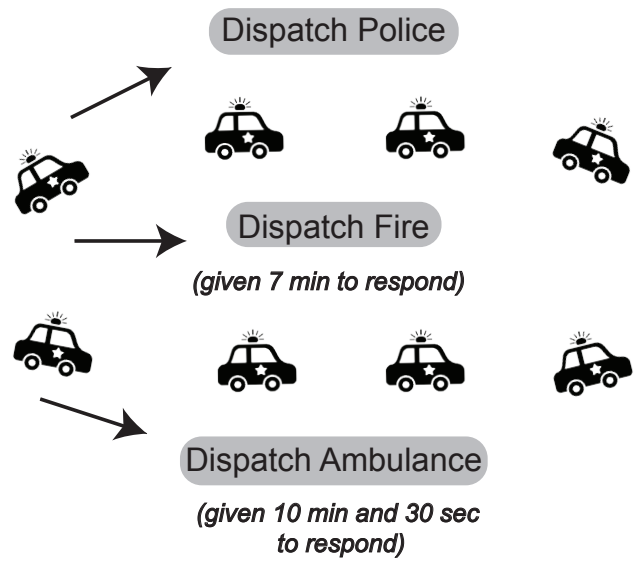 Dispatch Police
Dispatch Fire
(given 7 min to respond)
Dispatch Ambulance
(given 10 min and 30 sec
to respond)